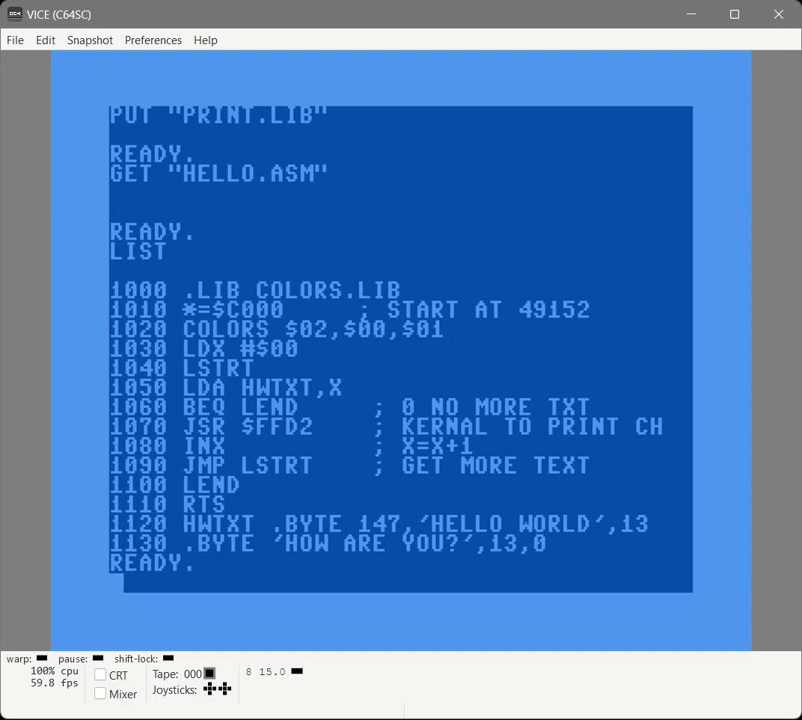 VICE (C64SC)
File Edit Snapshot Preferences Help
PUT "PRINT.LIB"
READY.
GET "HELLO.ASM"
READY.
LIST
1000 .LIB COLORS.LIB
1010 *=$C000 ; START AT 49152
1020 COLORS $02,$00,$01
1030 LDX #$00
1040 LSTRT
1050 LDA HWTXT,X
1060 BEQ LEND ; 0 NO MORE TXT
1070 JSR $FFD2 ; KERNAL TO PRINT CH
1080 INX ; X=X+1
1090 JMP LSTRT ; GET MORE TEXT
1100 LEND
1110 RTS
1120 HWTXT .BYTE 147,'HELLO WORLD',13
1130 .BYTE 'HOW ARE YOU?',13,0
READY.
warp: pause: shift-lock:
100% cpu CRT Tape: 000 8 15.0
59.8 fps Mixer Joysticks: